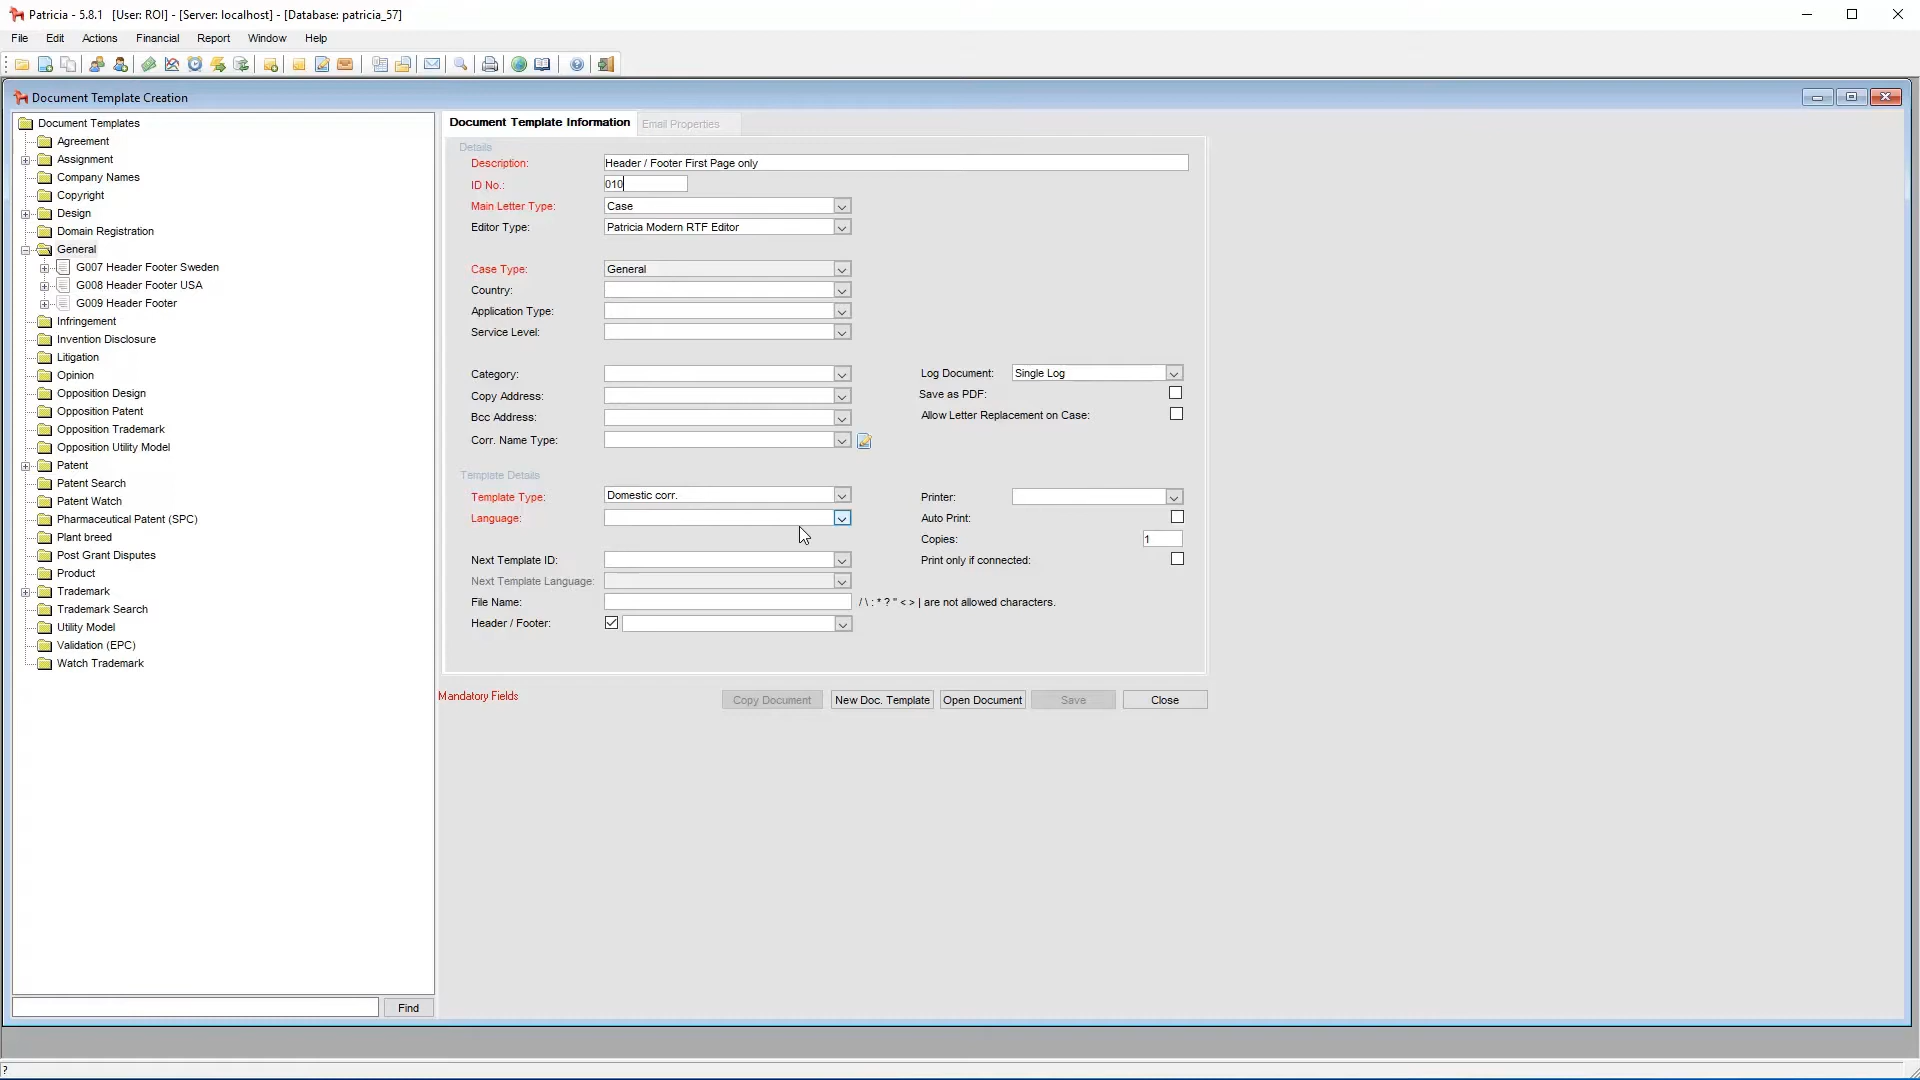 Patricia - 5.8.1 [User: ROI] - [Server: localhost] - [Database: patricia_57]
File Edit Actions Financial Report Window Help
Document Template Creation
Document Templates
Agreement
Assignment
Company Names
Copyright
Design
Domain Registration
General
G007 Header Footer Sweden
G008 Header Footer USA
G009 Header Footer
Infringement
Invention Disclosure
Litigation
Opinion
Opposition Design
Opposition Patent
Opposition Trademark
Opposition Utility Model
Patent
Patent Search
Patent Watch
Pharmaceutical Patent (SPC)
Plant breed
Post Grant Disputes
Product
Trademark
Trademark Search
Utility Model
Validation (EPC)
Watch Trademark
Find
Document Template Information Email Properties
Details
Description: Header / Footer First Page only
ID No.: 010
Main Letter Type: Case
Editor Type: Patricia Modern RTF Editor
Case Type: General
Country:
Application Type:
Service Level:
Category: Log Document: Single Log
Copy Address: Save as PDF:
Bcc Address: Allow Letter Replacement on Case:
Corr. Name Type:
Template Details
Template Type: Domestic corr. Printer:
Language: Auto Print:
Copies: 1
Next Template ID: Print only if connected:
Next Template Language:
File Name: / \ : * ? " < > | are not allowed characters.
Header / Footer:
Mandatory Fields Copy Document New Doc. Template Open Document Save Close
?